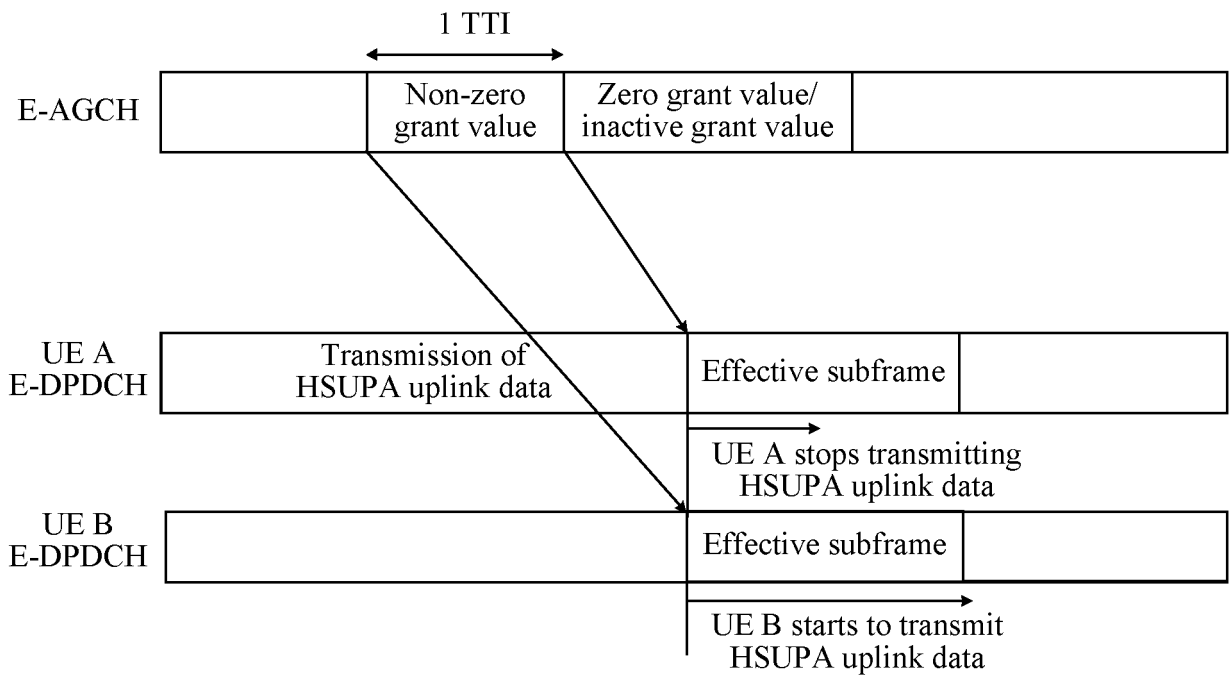 1 TTI
E-AGCH
Non-zero
grant value
Zero grant value/
inactive grant value
UE A
E-DPDCH
Transmission of
HSUPA uplink data
Effective subframe
UE A stops transmitting
HSUPA uplink data
UE B
E-DPDCH
Effective subframe
UE B starts to transmit
HSUPA uplink data